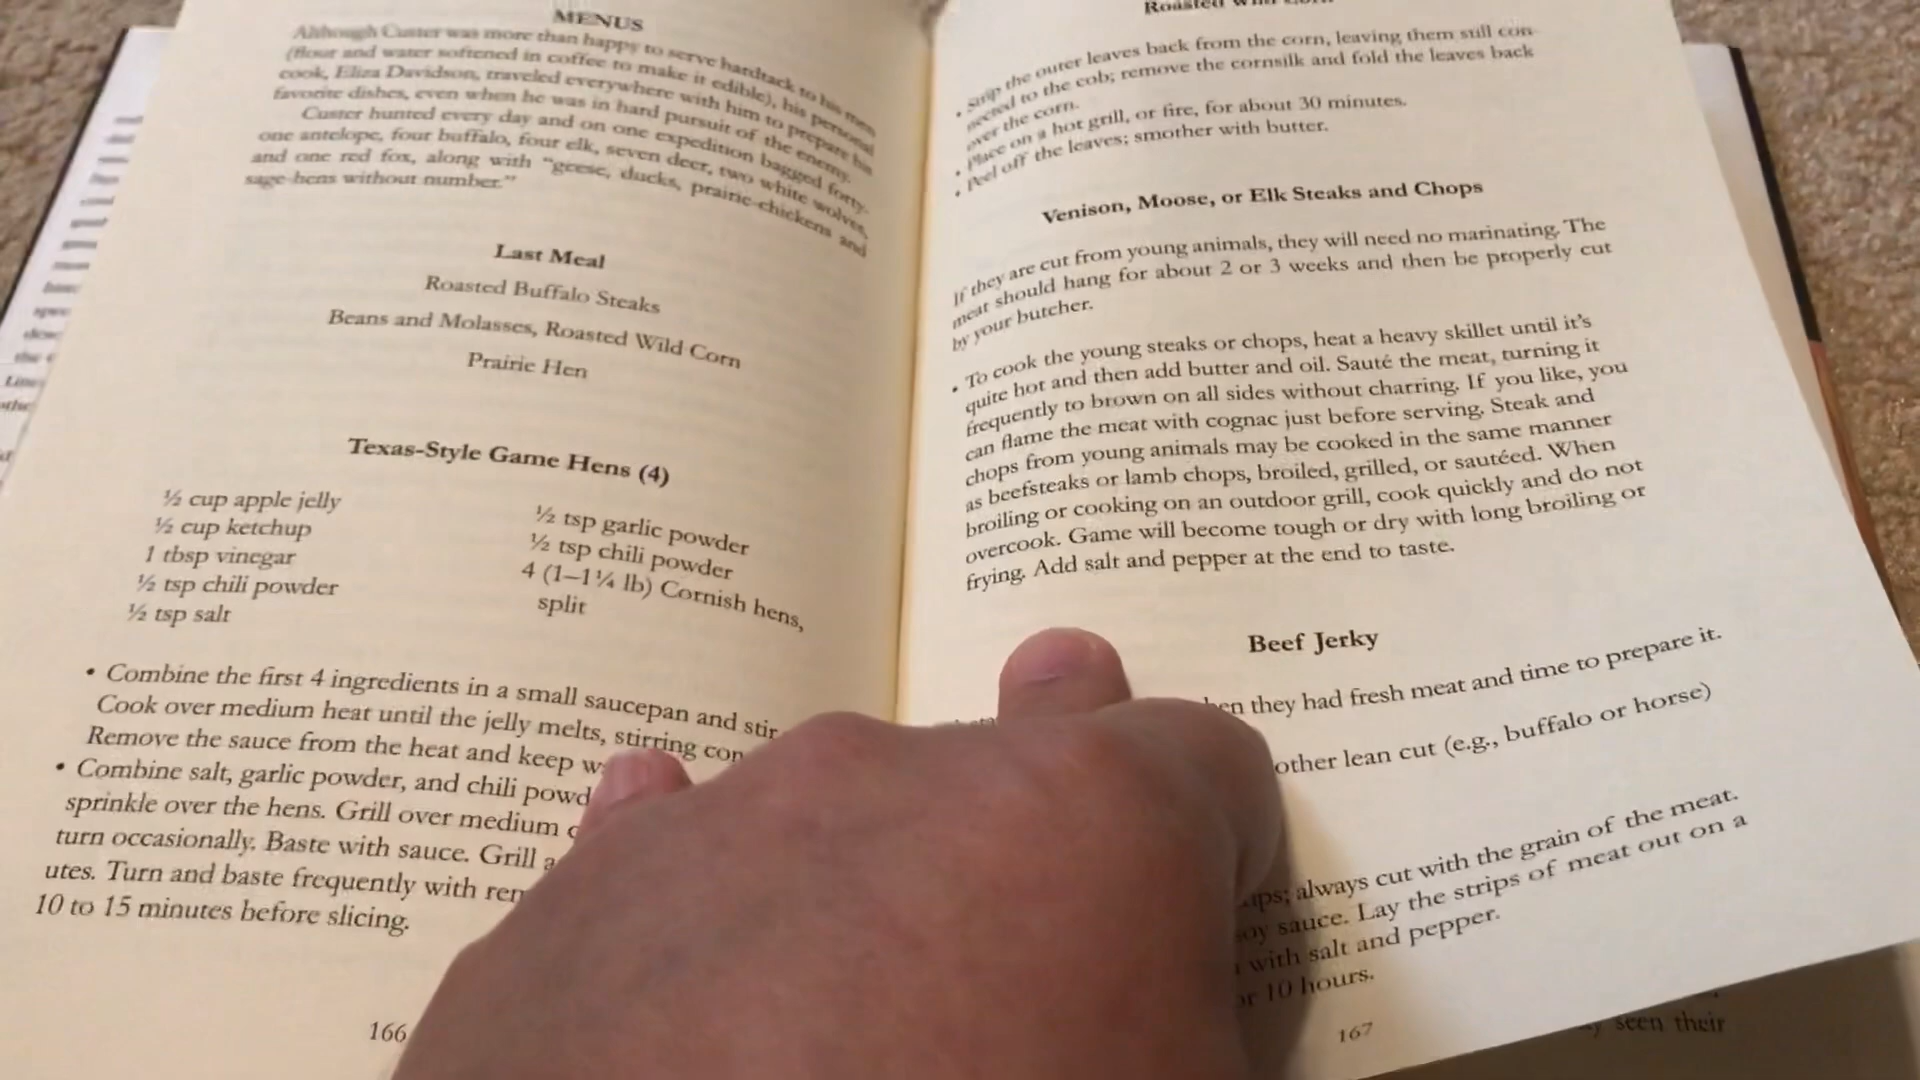 MENUS
Although Custer was more than happy to serve hardtack to his men
(flour and water softened in coffee to make it edible), his personal
cook, Eliza Davidson, traveled everywhere with him to prepare his
favorite dishes, even when he was in hard pursuit of the enemy.
Custer hunted every day and on one expedition bagged forty-
one antelope, four buffalo, four elk, seven deer, two white wolves,
and one red fox, along with “geese, ducks, prairie-chickens and
sage-hens without number.”
Last Meal
Roasted Buffalo Steaks
Beans and Molasses, Roasted Wild Corn
Prairie Hen
Texas-Style Game Hens (4)
½ cup apple jelly
½ cup ketchup
1 tbsp vinegar
½ tsp chili powder
½ tsp salt
½ tsp garlic powder
½ tsp chili powder
4 (1–1¼ lb) Cornish hens,
split
• Combine the first 4 ingredients in a small saucepan and stir.
Cook over medium heat until the jelly melts, stirring con
Remove the sauce from the heat and keep w
• Combine salt, garlic powder, and chili powd
sprinkle over the hens. Grill over medium c
turn occasionally. Baste with sauce. Grill a
utes. Turn and baste frequently with rem
10 to 15 minutes before slicing.
166
Roasted Wild Corn
• Strip the outer leaves back from the corn, leaving them still con-
nected to the cob; remove the cornsilk and fold the leaves back
over the corn.
• Place on a hot grill, or fire, for about 30 minutes.
• Peel off the leaves; smother with butter.
Venison, Moose, or Elk Steaks and Chops
If they are cut from young animals, they will need no marinating. The
meat should hang for about 2 or 3 weeks and then be properly cut
by your butcher.
• To cook the young steaks or chops, heat a heavy skillet until it’s
quite hot and then add butter and oil. Sauté the meat, turning it
frequently to brown on all sides without charring. If you like, you
can flame the meat with cognac just before serving. Steak and
chops from young animals may be cooked in the same manner
as beefsteaks or lamb chops, broiled, grilled, or sautéed. When
broiling or cooking on an outdoor grill, cook quickly and do not
overcook. Game will become tough or dry with long broiling or
frying. Add salt and pepper at the end to taste.
Beef Jerky
hen they had fresh meat and time to prepare it.
other lean cut (e.g., buffalo or horse)
ips; always cut with the grain of the meat.
soy sauce. Lay the strips of meat out on a
with salt and pepper.
or 10 hours.
167
seen their